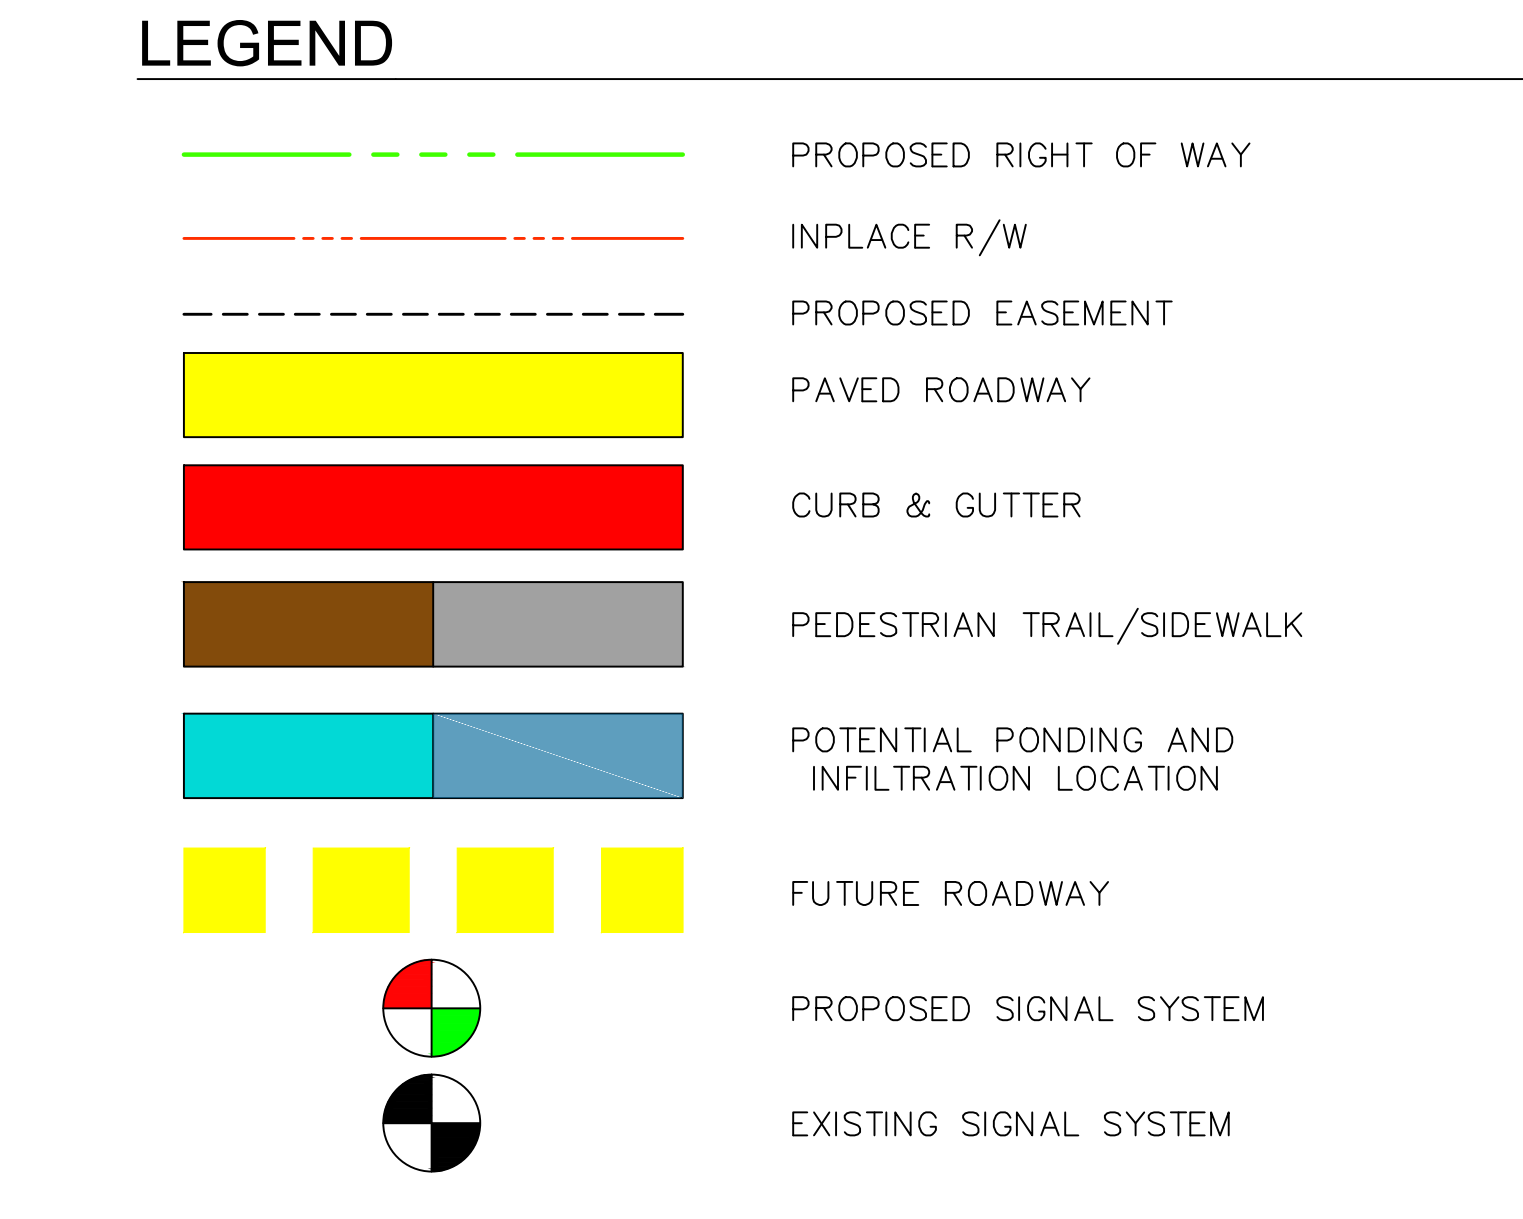 LEGEND
PROPOSED RIGHT OF WAY
INPLACE R/W
PROPOSED EASEMENT
PAVED ROADWAY
CURB & GUTTER
PEDESTRIAN TRAIL/SIDEWALK
POTENTIAL PONDING AND
INFILTRATION LOCATION
FUTURE ROADWAY
PROPOSED SIGNAL SYSTEM
EXISTING SIGNAL SYSTEM